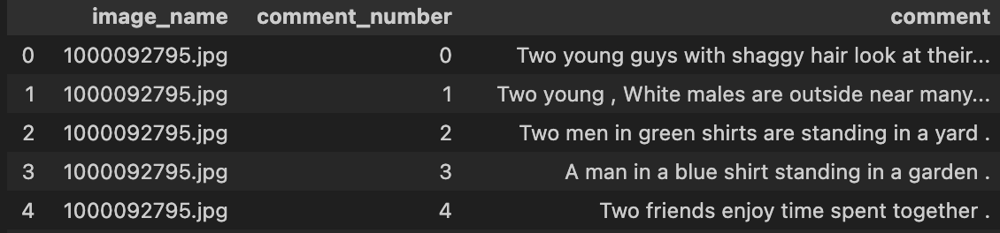 image_name comment_number comment
0 1000092795.jpg 0 Two young guys with shaggy hair look at their...
1 1000092795.jpg 1 Two young , White males are outside near many...
2 1000092795.jpg 2 Two men in green shirts are standing in a yard .
3 1000092795.jpg 3 A man in a blue shirt standing in a garden .
4 1000092795.jpg 4 Two friends enjoy time spent together .